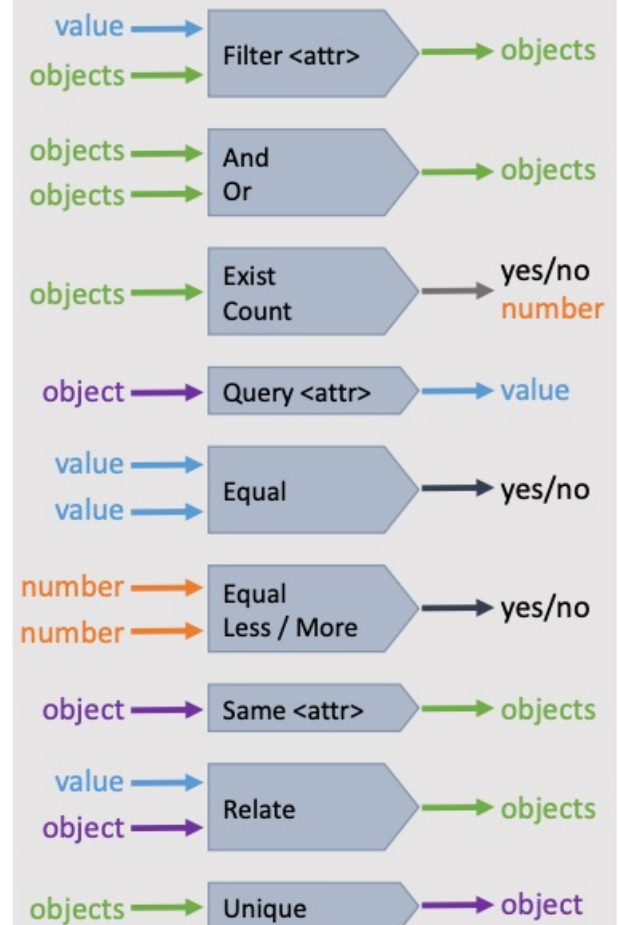 value
objects
Filter <attr>
objects
objects
objects
And
Or
objects
objects
Exist
Count
yes/no
number
object
Query <attr>
value
value
value
Equal
yes/no
number
number
Equal
Less / More
yes/no
object
Same <attr>
objects
value
object
Relate
objects
objects
Unique
object